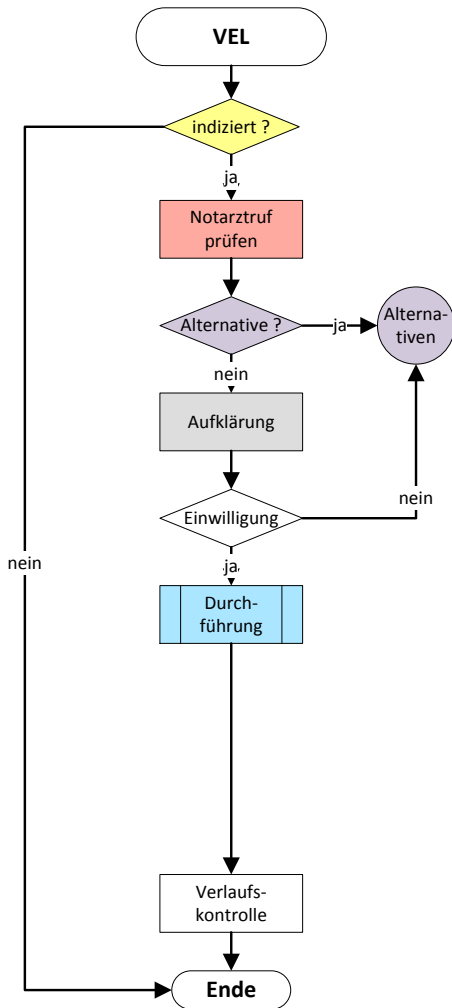 VEL
indiziert ?
ja
Notarztruf
prüfen
Alternative ?
ja
Alterna-
tiven
nein
Aufklärung
Einwilligung
nein
ja
nein
Durch-
führung
Verlaufs-
kontrolle
Ende